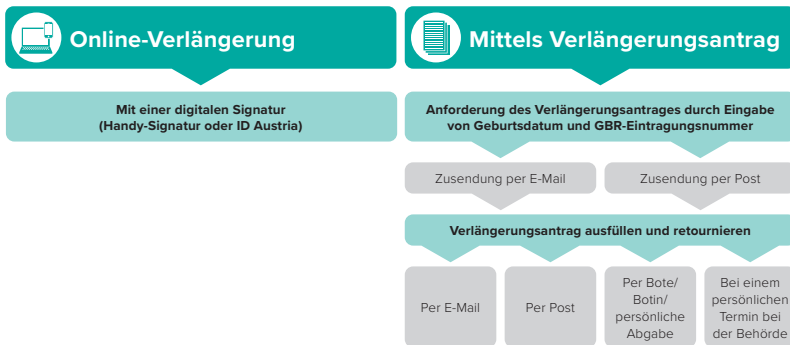 Online-Verlängerung
Mit einer digitalen Signatur
(Handy-Signatur oder ID Austria)
Mittels Verlängerungsantrag
Anforderung des Verlängerungsantrages durch Eingabe
von Geburtsdatum und GBR-Eintragungsnummer
Zusendung per E-Mail
Zusendung per Post
Verlängerungsantrag ausfüllen und retournieren
Per E-Mail
Per Post
Per Bote/
Botin/
persönliche
Abgabe
Bei einem
persönlichen
Termin bei
der Behörde